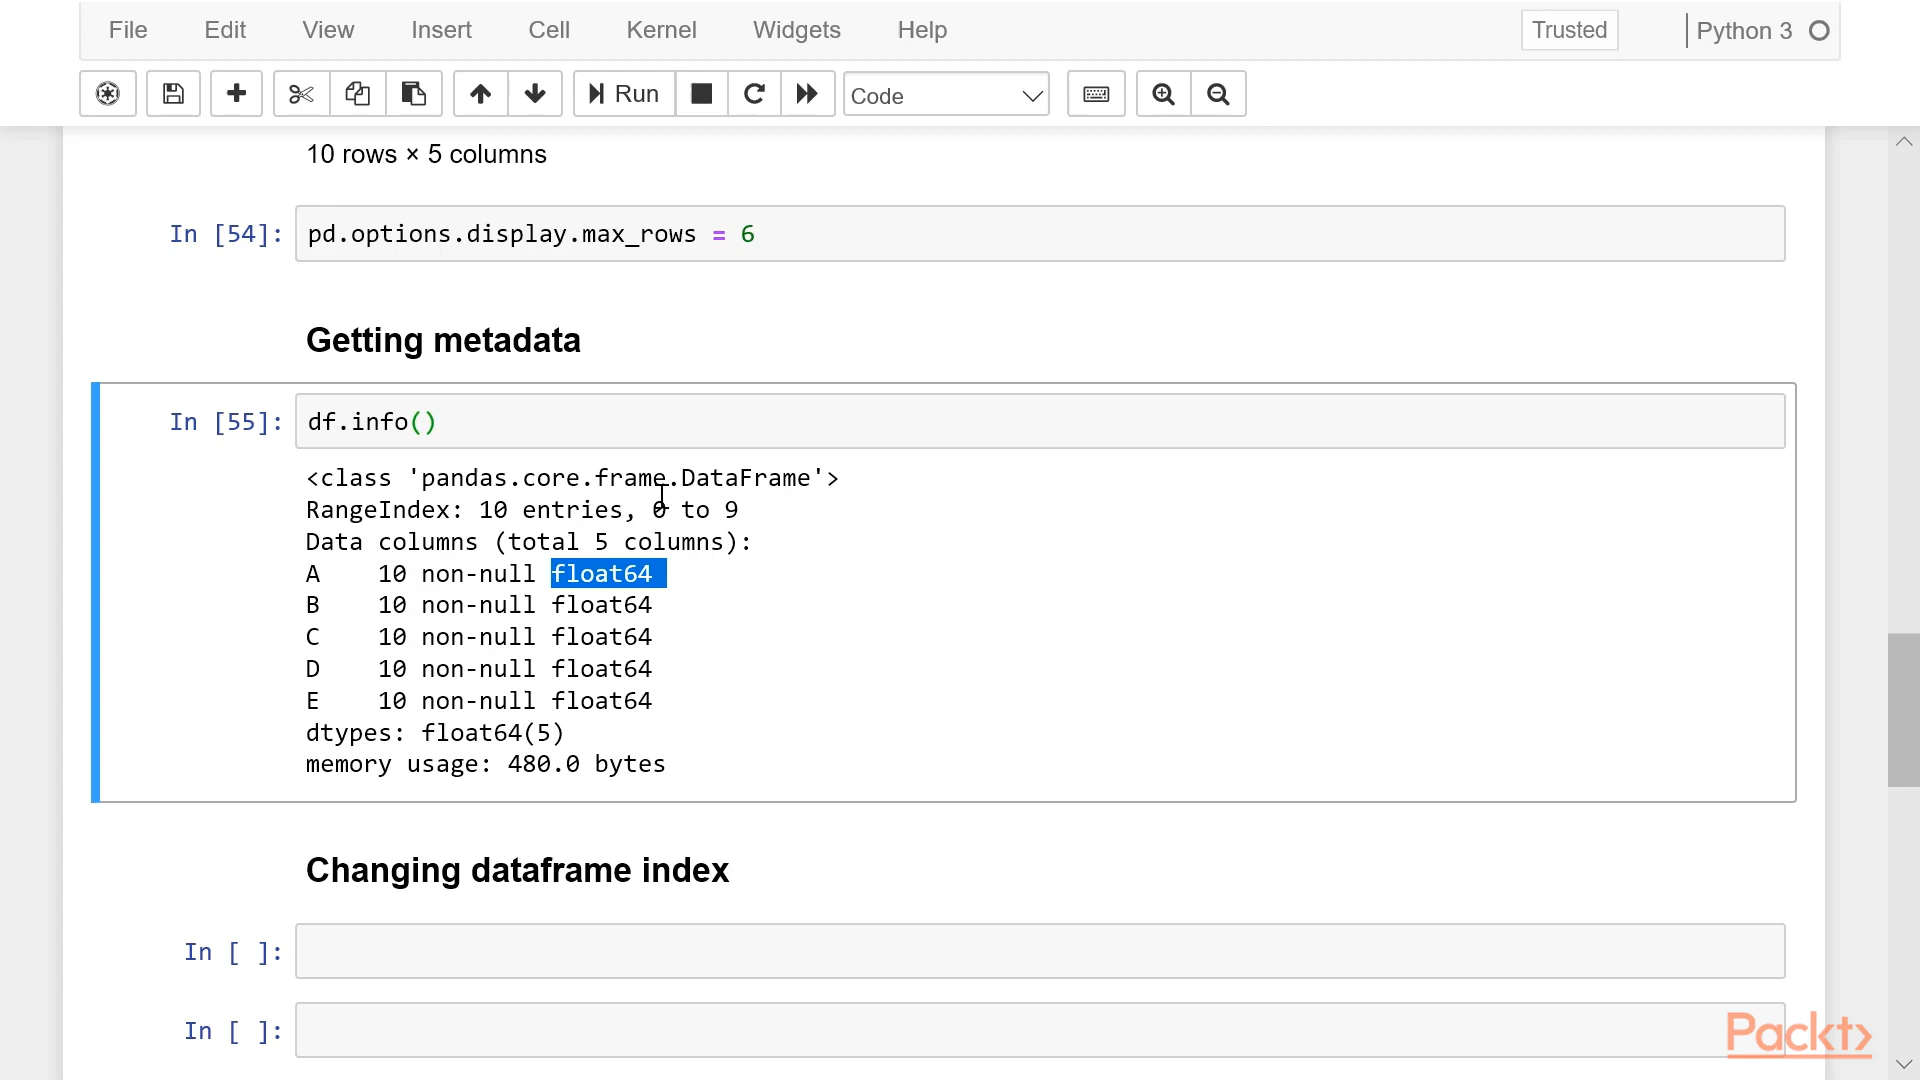 File Edit View Insert Cell Kernel Widgets Help Trusted Python 3
Run Code
10 rows × 5 columns
In [54]: pd.options.display.max_rows = 6
Getting metadata
In [55]: df.info()
<class 'pandas.core.frame.DataFrame'>
RangeIndex: 10 entries, 0 to 9
Data columns (total 5 columns):
A    10 non-null float64
B    10 non-null float64
C    10 non-null float64
D    10 non-null float64
E    10 non-null float64
dtypes: float64(5)
memory usage: 480.0 bytes
Changing dataframe index
In [ ]:
In [ ]:
Packt>